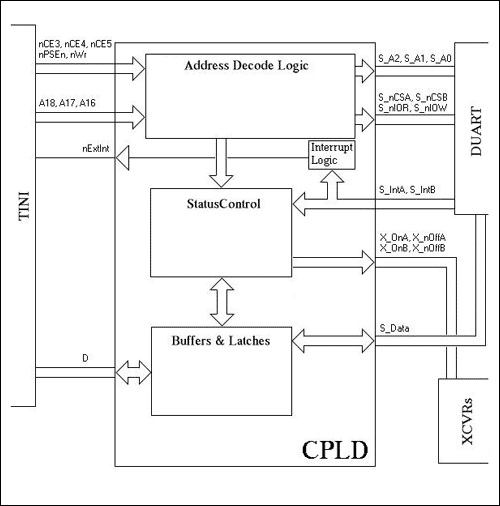 nCE3, nCE4, nCE5
nPSEn, nWr
Address Decode Logic
S_A2, S_A1, S_A0
A18, A17, A16
S_nCSA, S_nCSB
S_nIOR, S_nIOW
DUART
nExtInt
Interrupt
Logic
TINI
StatusControl
S_IntA, S_IntB
X_OnA, X_nOffA
X_OnB, X_nOffB
Buffers & Latches
S_Data
D
XCVRs
CPLD